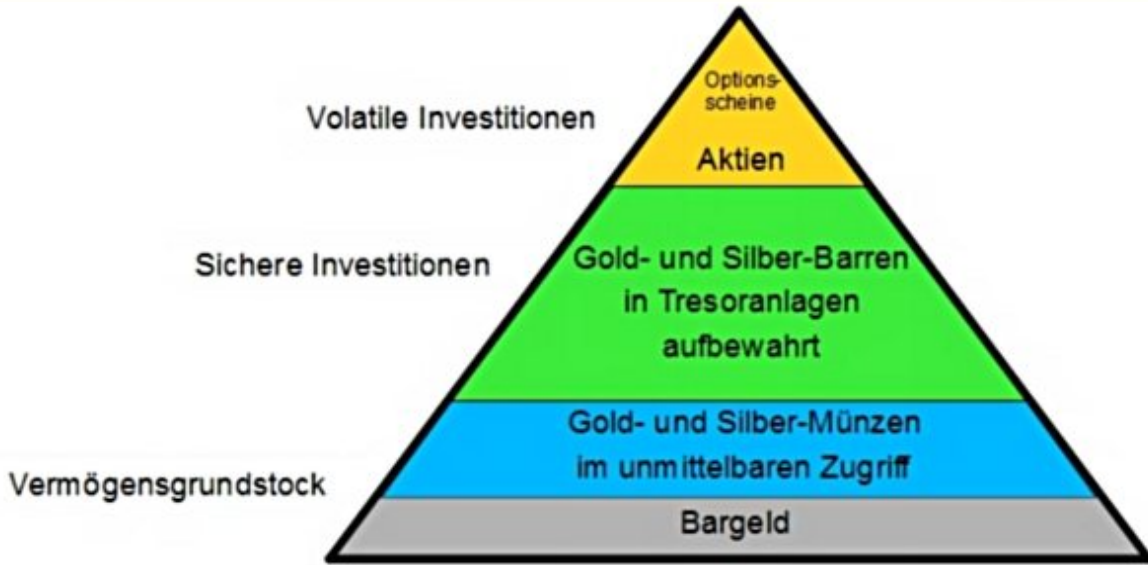 Options-
scheine
Volatile Investitionen
Aktien
Sichere Investitionen
Gold- und Silber-Barren
in Tresoranlagen
aufbewahrt
Gold- und Silber-Münzen
im unmittelbaren Zugriff
Vermögensgrundstock
Bargeld